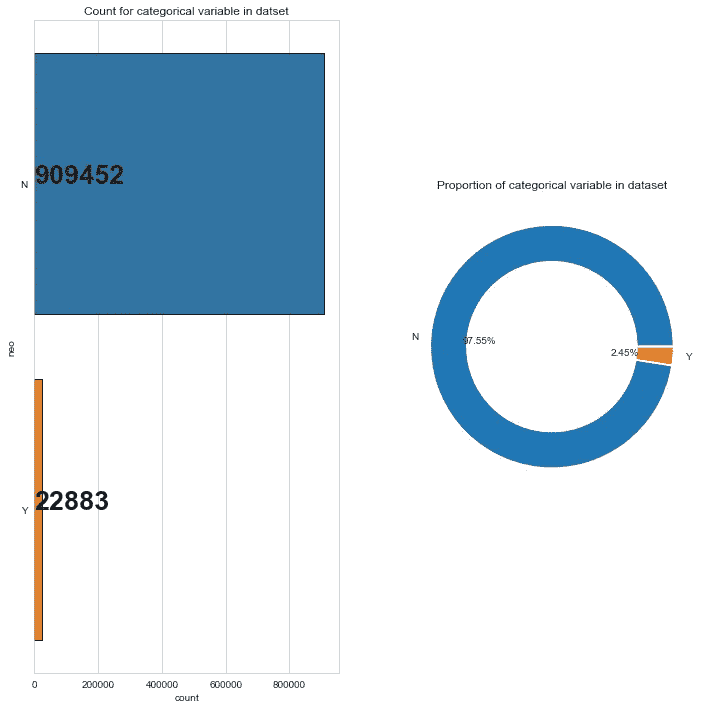 Count for categorical variable in datset
N
909452
neo
Y
22883
0 200000 400000 600000 800000
count
Proportion of categorical variable in dataset
N
97.55%
2.45%
Y